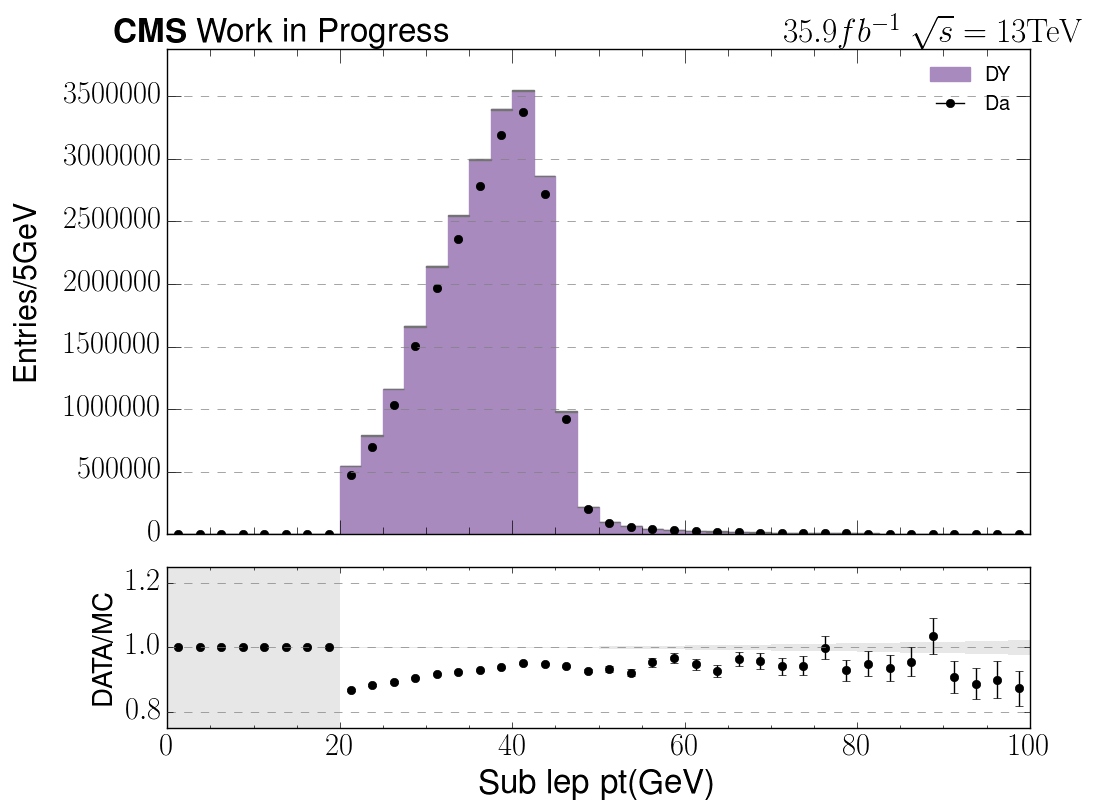 CMS Work in Progress
35.9fb⁻¹ √s = 13TeV
DY
Da
Entries/5GeV
3500000
3000000
2500000
2000000
1500000
1000000
500000
0
DATA/MC
1.2
1.0
0.8
0 20 40 60 80 100
Sub lep pt(GeV)